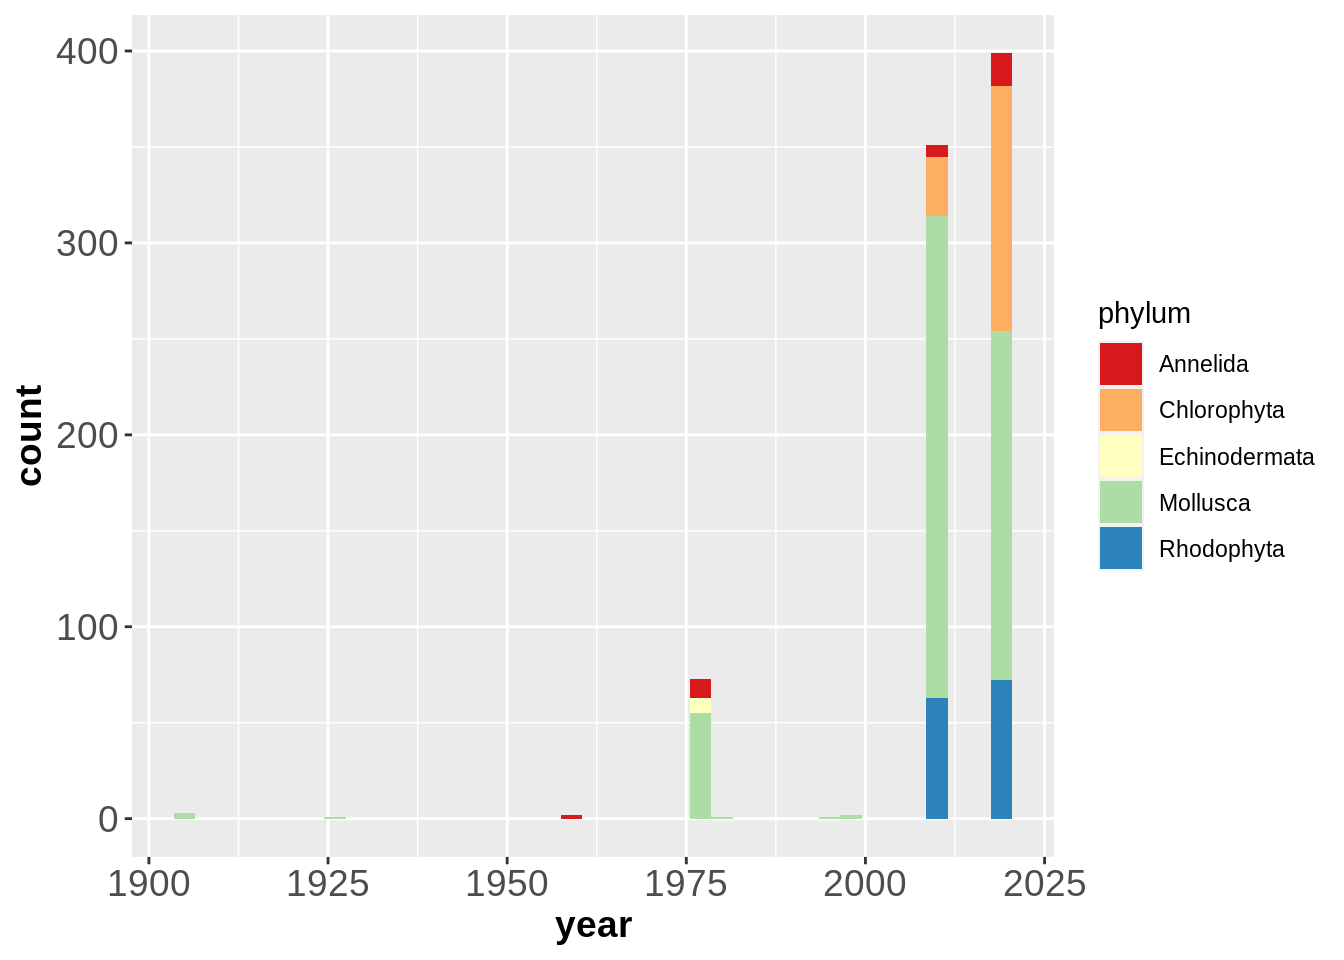 400
300
200
100
0
count
1900 1925 1950 1975 2000 2025
year
phylum
Annelida
Chlorophyta
Echinodermata
Mollusca
Rhodophyta